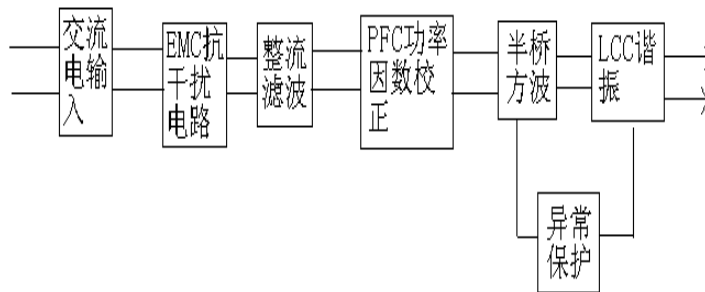 交流
电输
入
EMC抗
干扰
电路
整流
滤波
PFC功率
因数校
正
半桥
方波
LCC谐
振
异常
保护